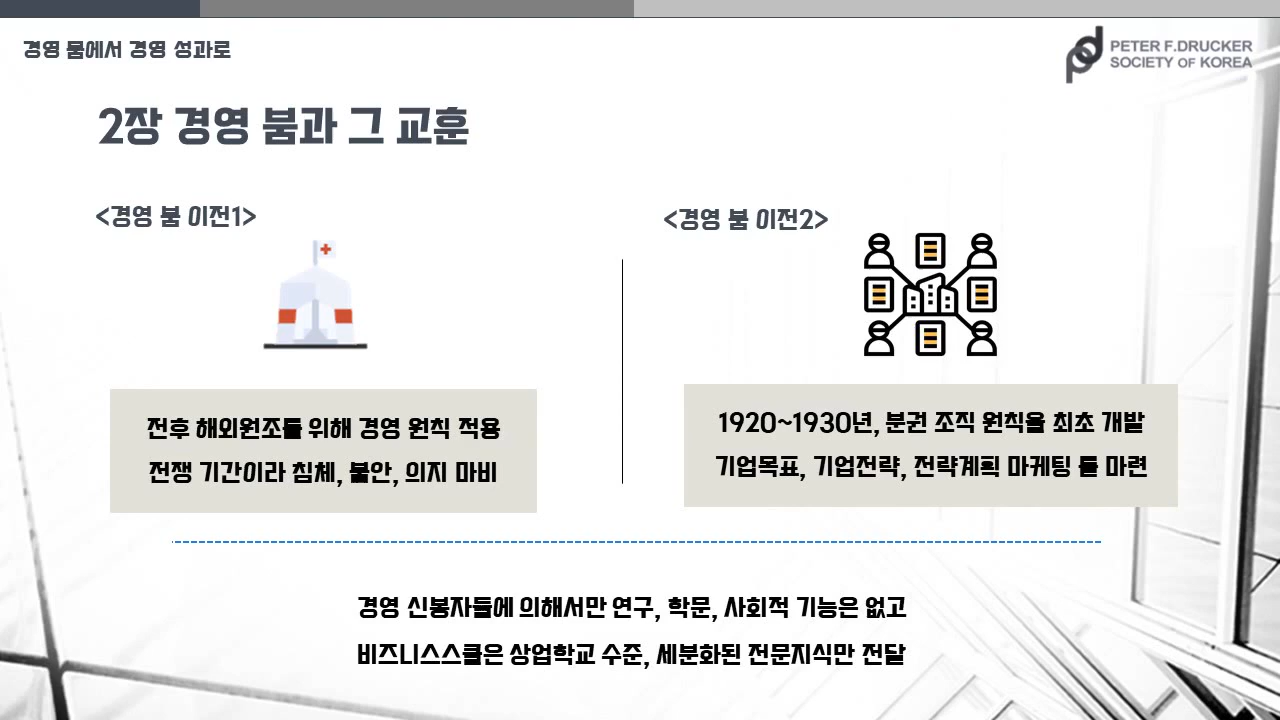 경영 붐에서 경영 성과로
PETER F.DRUCKER
SOCIETY OF KOREA
2장 경영 붐과 그 교훈
<경영 붐 이전1>
전후 해외원조를 위해 경영 원칙 적용
전쟁 기간이라 침체, 불안, 의지 마비
<경영 붐 이전2>
1920~1930년, 분권 조직 원칙을 최초 개발
기업목표, 기업전략, 전략계획 마케팅 틀 마련
경영 신봉자들에 의해서만 연구, 학문, 사회적 기능은 없고
비즈니스스쿨은 상업학교 수준, 세분화된 전문지식만 전달